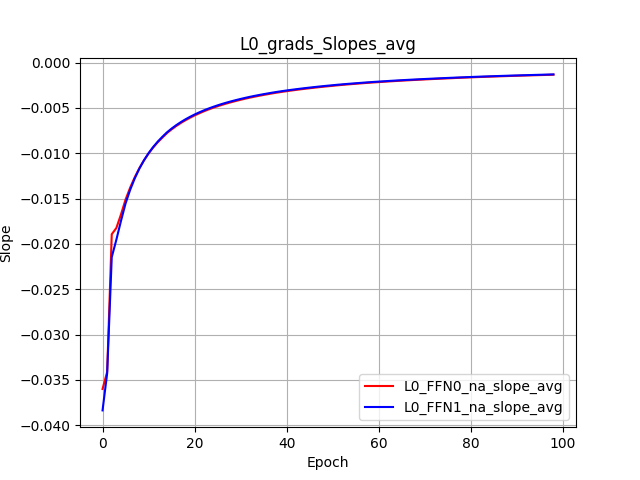 L0_grads_Slopes_avg
0.000
−0.005
−0.010
−0.015
−0.020
−0.025
−0.030
−0.035
−0.040
Slope
L0_FFN0_na_slope_avg
L0_FFN1_na_slope_avg
0 20 40 60 80 100
Epoch